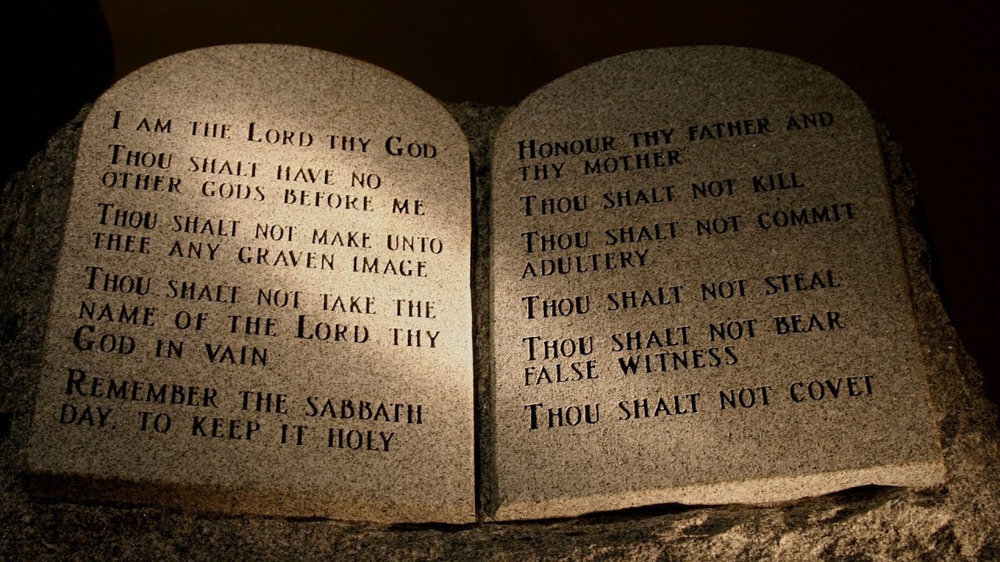 I am the Lord thy God
Thou shalt have no
other gods before me
Thou shalt not make unto
thee any graven image
Thou shalt not take the
name of the Lord thy
God in vain
Remember the sabbath
day, to keep it holy
Honour thy father and
thy mother
Thou shalt not kill
Thou shalt not commit
adultery
Thou shalt not steal
Thou shalt not bear
false witness
Thou shalt not covet